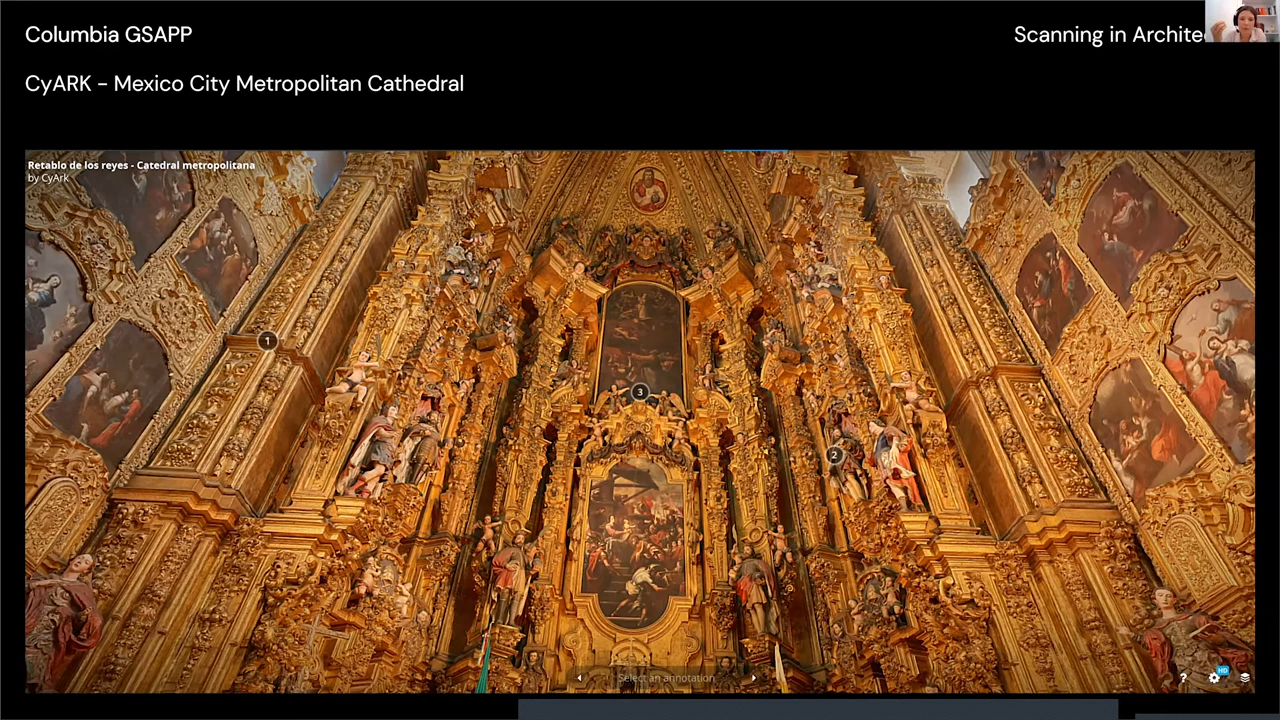 Columbia GSAPP
Scanning in Archite
CyARK – Mexico City Metropolitan Cathedral
Retablo de los reyes - Catedral metropolitana
by CyArk
1
3
2
Select an annotation
?
HD